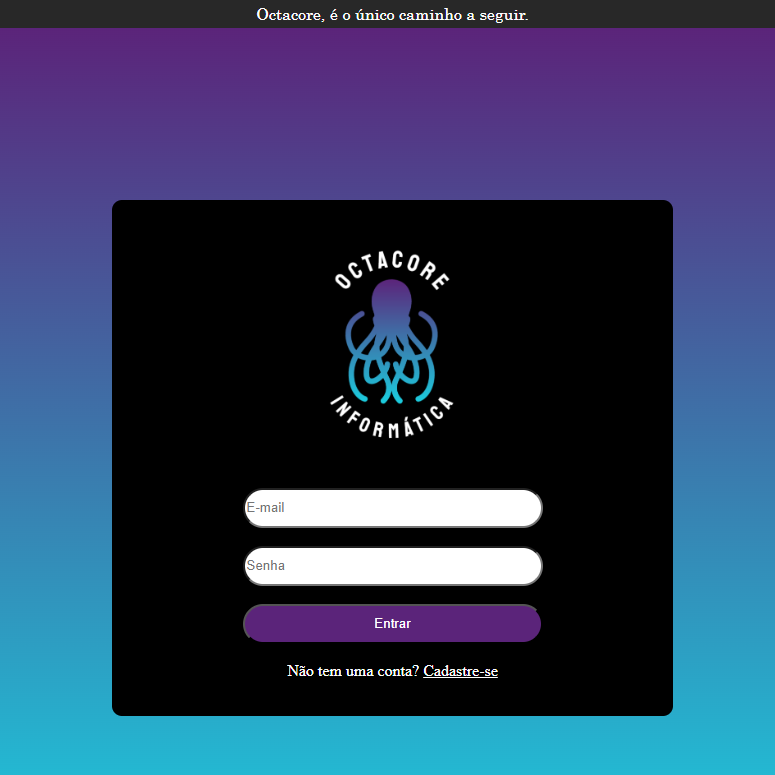 Octacore, é o único caminho a seguir.
OCTACORE
INFORMÁTICA
E-mail
Senha
Entrar
Não tem uma conta? Cadastre-se